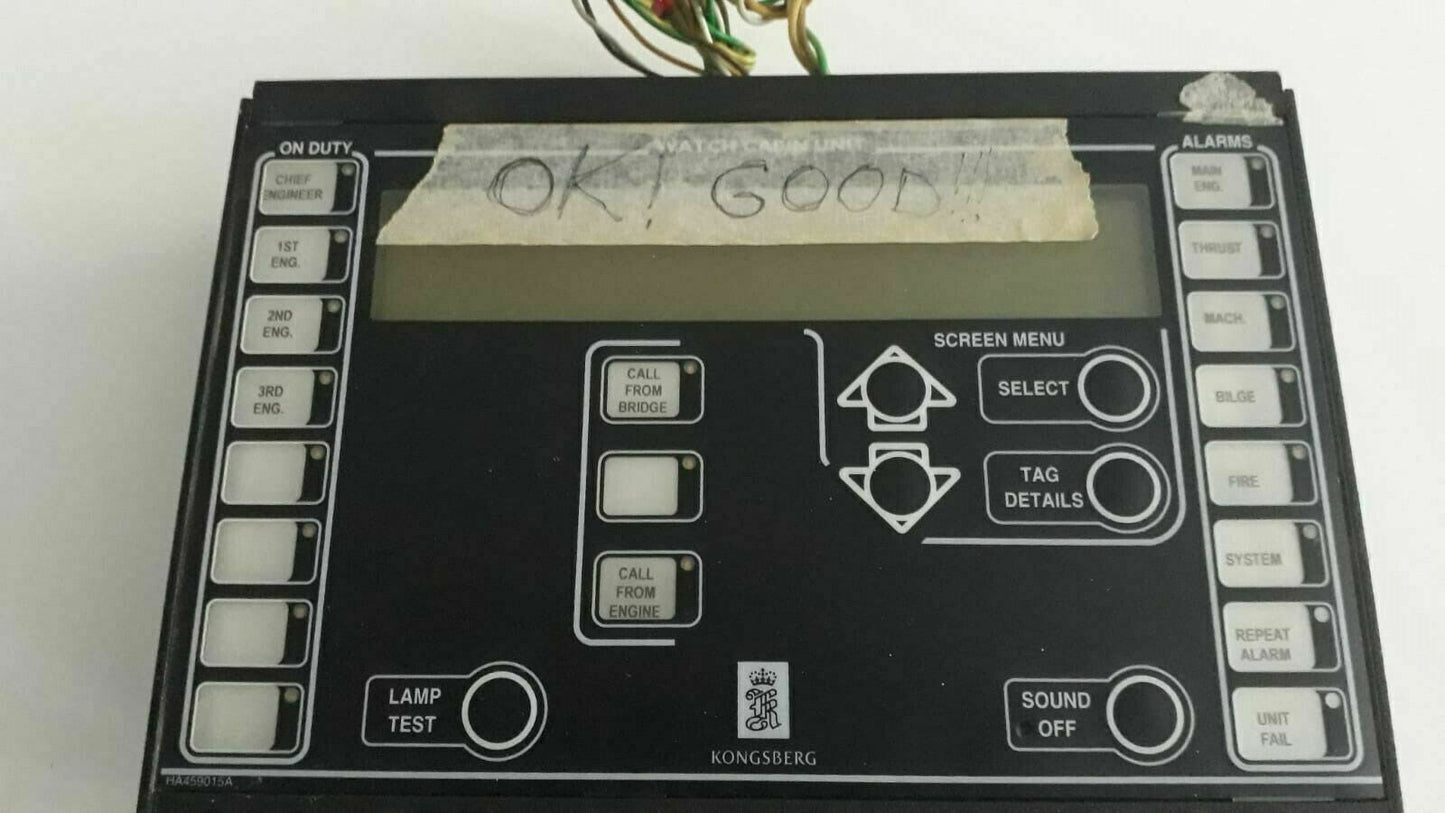 WATCH CABIN UNIT
OK! GOOD!!!
ON DUTY
CHIEF
ENGINEER
1ST
ENG.
2ND
ENG.
3RD
ENG.
CALL
FROM
BRIDGE
CALL
FROM
ENGINE
SCREEN MENU
SELECT
TAG
DETAILS
ALARMS
MAIN
ENG.
THRUST
MACH.
BILGE
FIRE
SYSTEM
REPEAT
ALARM
UNIT
FAIL
LAMP
TEST
KONGSBERG
SOUND
OFF
HA459015A